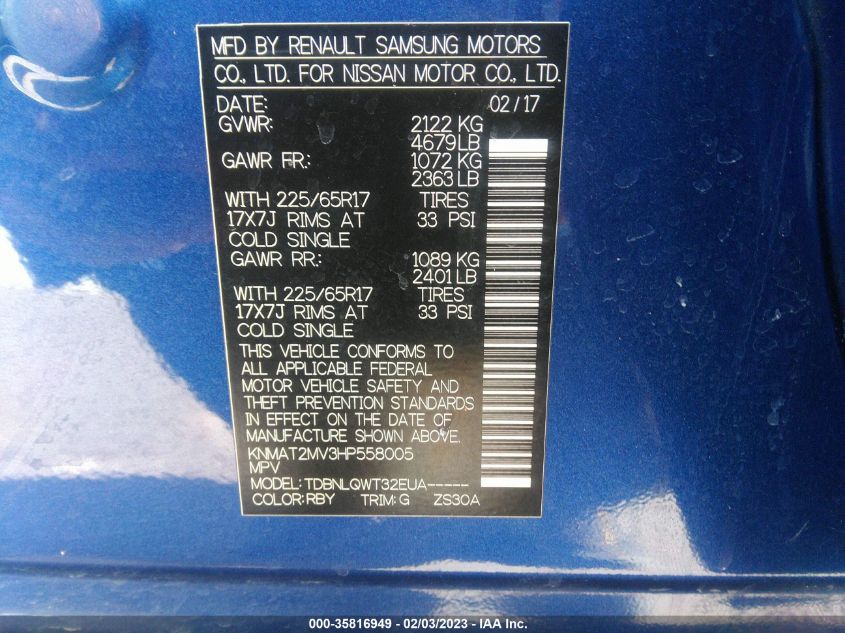 MFD BY RENAULT SAMSUNG MOTORS
CO., LTD. FOR NISSAN MOTOR CO., LTD.
DATE: 02/17
GVWR: 2122 KG
4679LB
GAWR FR.: 1072 KG
2363LB
WITH 225/65R17 TIRES
17X7J RIMS AT 33 PSI
COLD SINGLE
GAWR RR.: 1089 KG
2401LB
WITH 225/65R17 TIRES
17X7J RIMS AT 33 PSI
COLD SINGLE
THIS VEHICLE CONFORMS TO
ALL APPLICABLE FEDERAL
MOTOR VEHICLE SAFETY AND
THEFT PREVENTION STANDARDS
IN EFFECT ON THE DATE OF
MANUFACTURE SHOWN ABOVE.
KNMAT2MV3HP558005
MPV
MODEL:TDBNLQWT32EUA-----
COLOR:RBY TRIM:G ZS30A
000-35816949 - 02/03/2023 - IAA Inc.